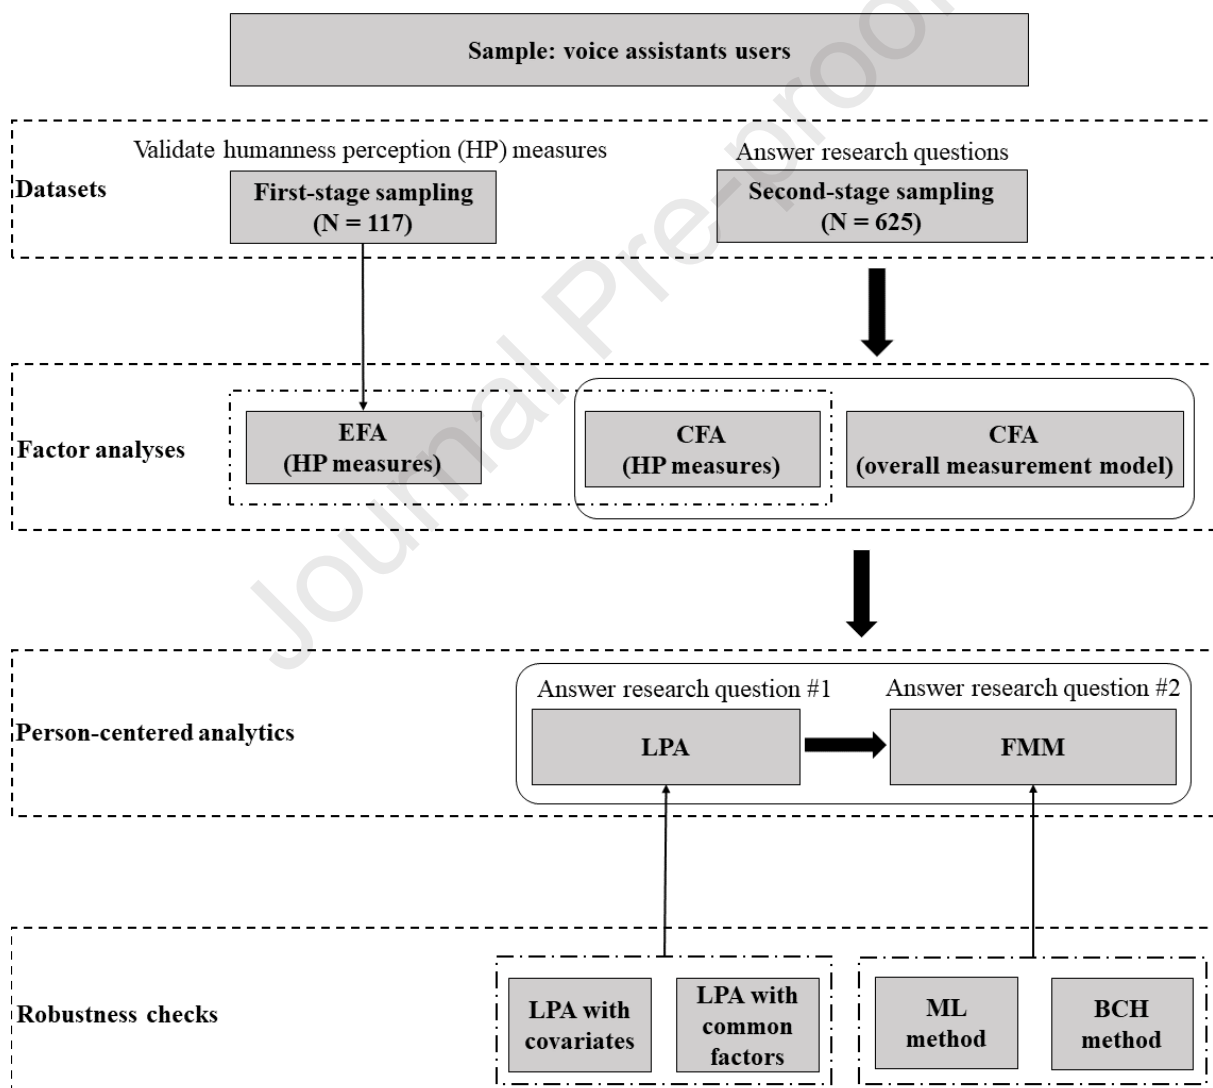 Sample: voice assistants users
Validate humanness perception (HP) measures
Answer research questions
Datasets
First-stage sampling
(N = 117)
Second-stage sampling
(N = 625)
Factor analyses
EFA
(HP measures)
CFA
(HP measures)
CFA
(overall measurement model)
Person-centered analytics
Answer research question #1
Answer research question #2
LPA
FMM
Robustness checks
LPA with
covariates
LPA with
common
factors
ML
method
BCH
method
Journal Pre-proof